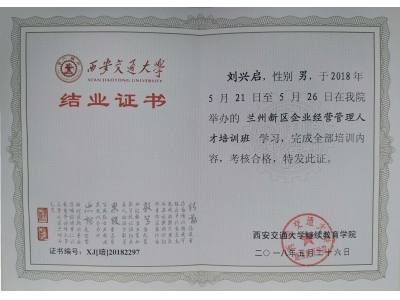 西安交通大学
XI'AN JIAOTONG UNIVERSITY
结业证书
证书编号：XJ[培]20182297
刘兴启，性别 男，于2018年
5月21日至5月26日在我院
举办的 兰州新区企业经营管理人
才培训班 学习，完成全部培训内
容，考核合格，特发此证。
西安交通大学继续教育学院
二〇一八年五月二十六日